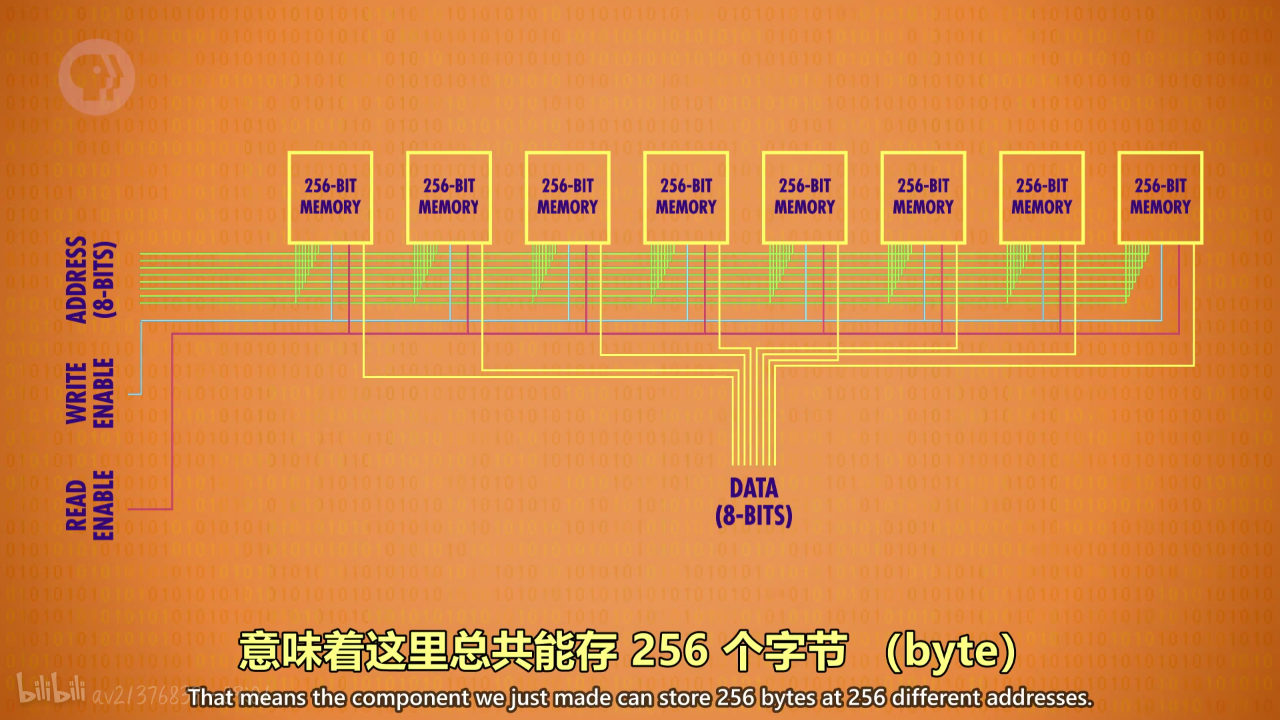 256-BIT
MEMORY
256-BIT
MEMORY
256-BIT
MEMORY
256-BIT
MEMORY
256-BIT
MEMORY
256-BIT
MEMORY
256-BIT
MEMORY
256-BIT
MEMORY
ADDRESS
(8-BITS)
WRITE
ENABLE
READ
ENABLE
DATA
(8-BITS)
意味着这里总共能存 256 个字节 （byte）
bilibili
That means the component we just made can store 256 bytes at 256 different addresses.